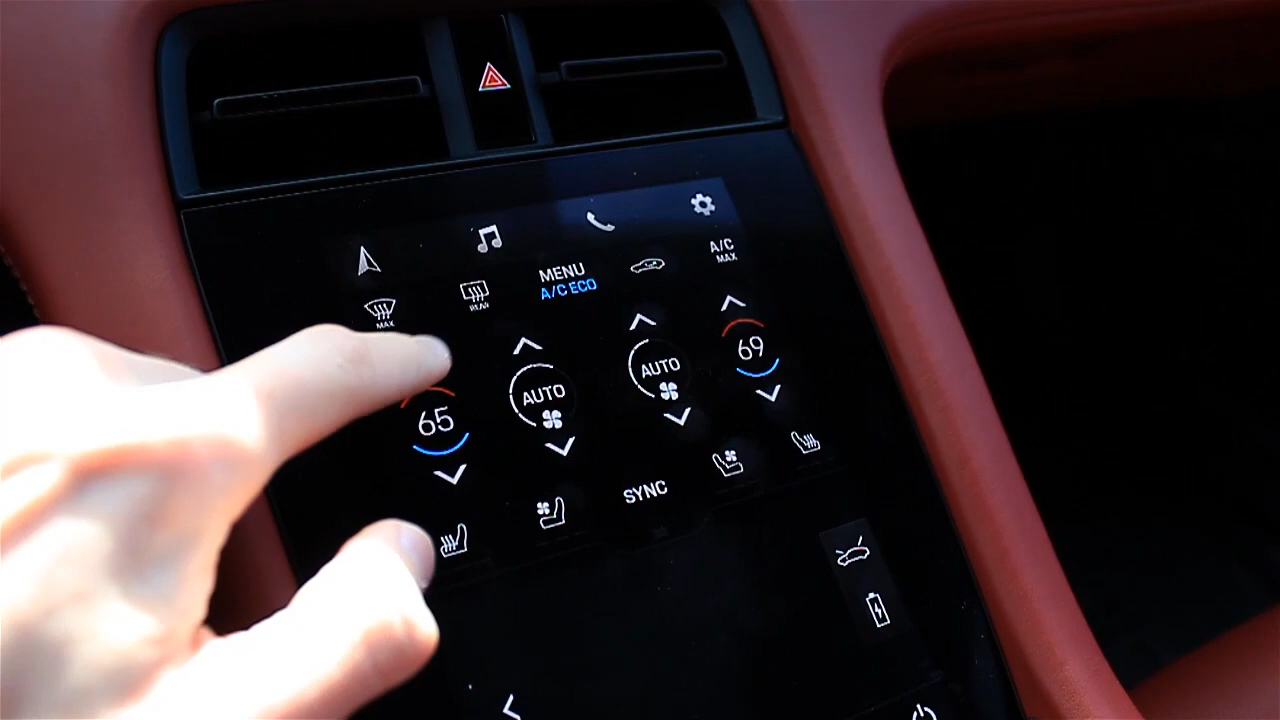 MENU
A/C ECO
A/C
MAX
MAX
REAR
65
AUTO
AUTO
69
SYNC